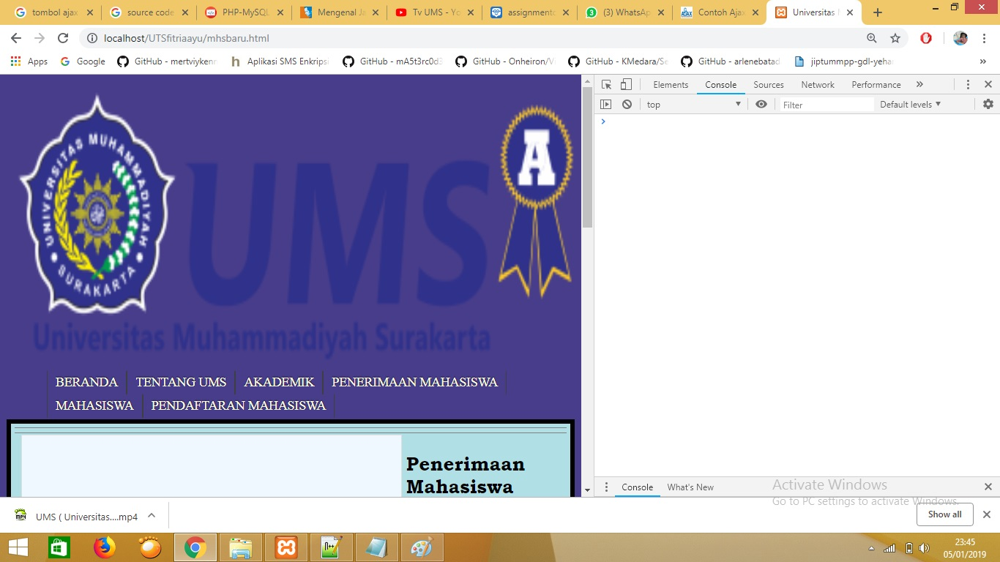 tombol ajax
source code
PHP-MySQL
Mengenal Ja
Tv UMS - Yo
assignmento
(3) WhatsAp
Contoh Ajax
Universitas
localhost/UTSfitriaayu/mhsbaru.html
Apps
Google
GitHub - mertviykenn
Aplikasi SMS Enkripsi
GitHub - mA5t3rc0d3
GitHub - Onheiron/V
GitHub - KMedara/Se
GitHub - arlenebatad
jiptummpp-gdl-yeha
»
UNIVERSITAS MUHAMMADIYAH
SURAKARTA
UMS
A
Universitas Muhammadiyah Surakarta
BERANDA
TENTANG UMS
AKADEMIK
PENERIMAAN MAHASISWA
MAHASISWA
PENDAFTARAN MAHASISWA
Penerimaan
Mahasiswa
Elements
Console
Sources
Network
Performance
»
top
Filter
Default levels
Console
What's New
Activate Windows
Go to PC settings to activate Windows.
UMS ( Universitas....mp4
Show all
23:45
05/01/2019